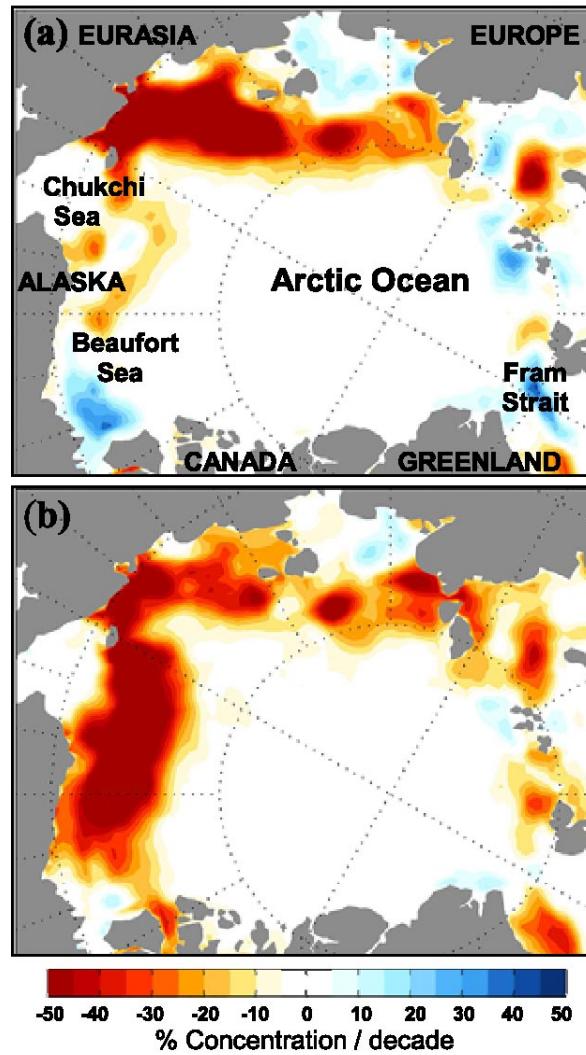 (a) EURASIA EUROPE
Chukchi
Sea
ALASKA
Arctic Ocean
Beaufort
Sea
Fram
Strait
CANADA GREENLAND
(b)
-50 -40 -30 -20 -10 0 10 20 30 40 50
% Concentration / decade